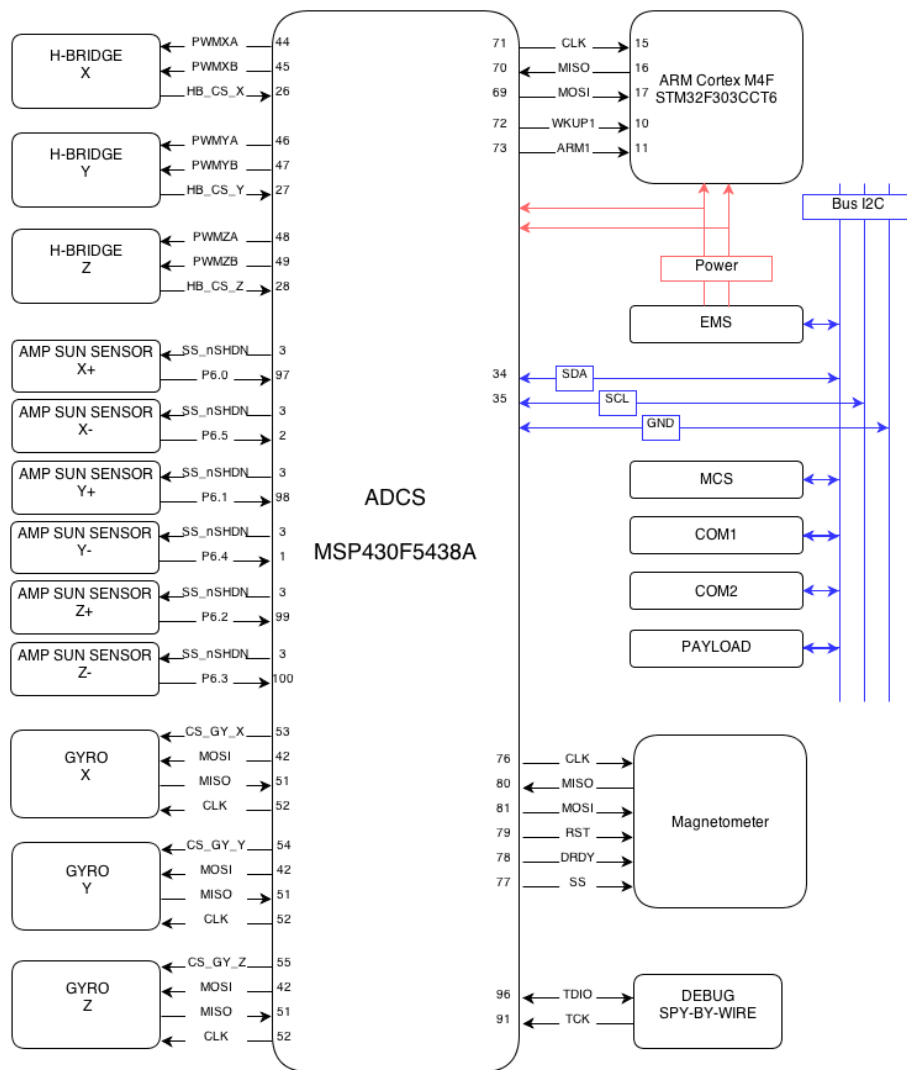 H-BRIDGE
X
PWMXA 44
PWMXB 45
HB_CS_X 26
H-BRIDGE
Y
PWMYA 46
PWMYB 47
HB_CS_Y 27
H-BRIDGE
Z
PWMZA 48
PWMZB 49
HB_CS_Z 28
AMP SUN SENSOR
X+
SS_nSHDN 3
P6.0 97
AMP SUN SENSOR
X-
SS_nSHDN 3
P6.5 2
AMP SUN SENSOR
Y+
SS_nSHDN 3
P6.1 98
AMP SUN SENSOR
Y-
SS_nSHDN 3
P6.4 1
AMP SUN SENSOR
Z+
SS_nSHDN 3
P6.2 99
AMP SUN SENSOR
Z-
SS_nSHDN 3
P6.3 100
GYRO
X
CS_GY_X 53
MOSI 42
MISO 51
CLK 52
GYRO
Y
CS_GY_Y 54
MOSI 42
MISO 51
CLK 52
GYRO
Z
CS_GY_Z 55
MOSI 42
MISO 51
CLK 52
ADCS
MSP430F5438A
71 CLK 15
70 MISO 16
69 MOSI 17
72 WKUP1 10
73 ARM1 11
ARM Cortex M4F
STM32F303CCT6
Bus I2C
Power
EMS
34 SDA
35 SCL
GND
MCS
COM1
COM2
PAYLOAD
76 CLK
80 MISO
81 MOSI
79 RST
78 DRDY
77 SS
Magnetometer
96 TDIO
91 TCK
DEBUG
SPY-BY-WIRE